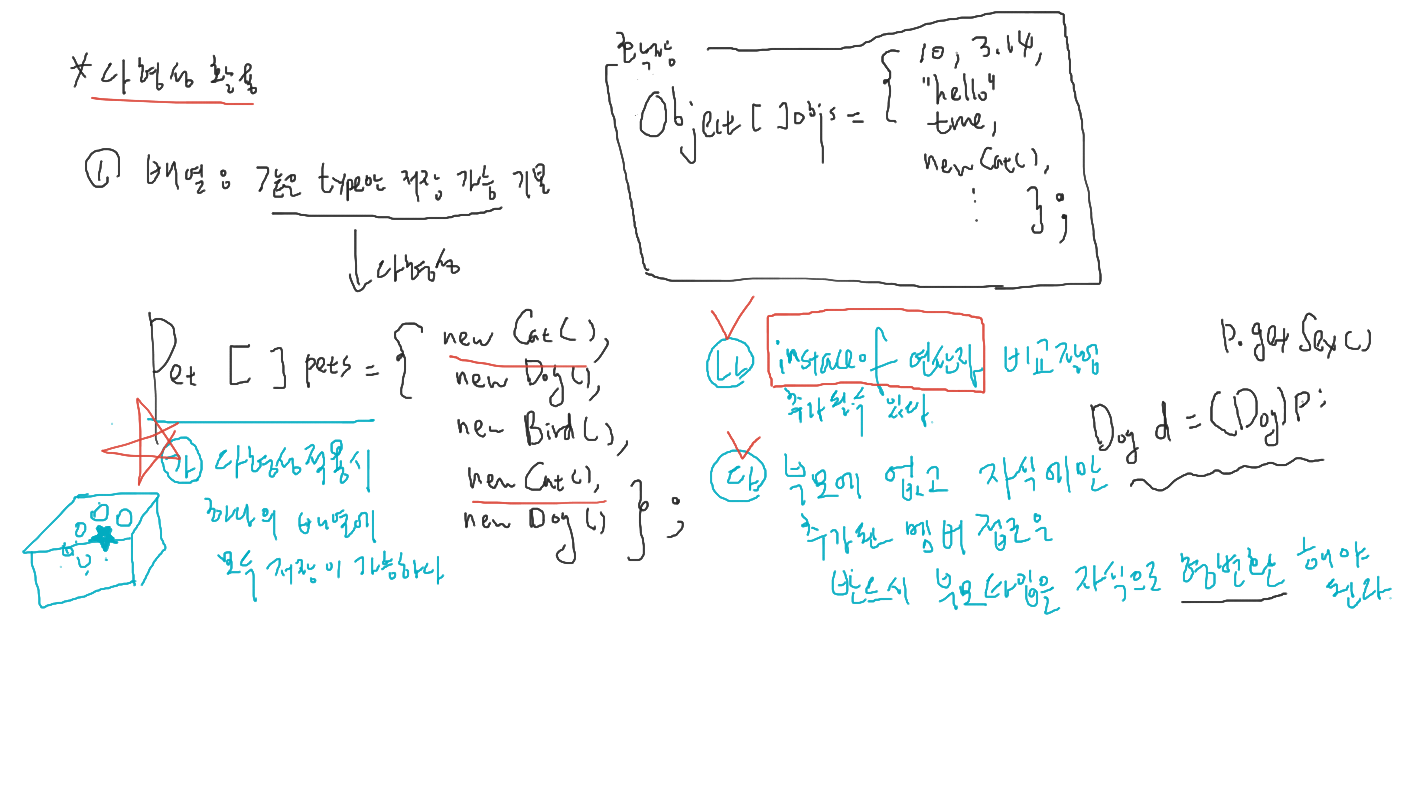 * 다형성 활용
① 배열은 같은 type만 저장 가능 기본
다형성
Pet [ ] pets = { new Cat(),
new Dog(),
new Bird(),
new Cat(),
new Dog() } ;
㉮ 다형성 적용시
하나의 배열에
모두 저장이 가능하다
Object [ ] objs = { 10, 3.14,
"hello"
true,
new Cat(),
⋮ } ;
㉯ instaceof 연산자 비교작업
추가 될수 있다
p.getSex()
Dog d = (Dog)p;
㉰ 부모에 없고 자식에만
추가된 멤버 접근은
반드시 부모타입을 자식으로 형변환 해야
된다